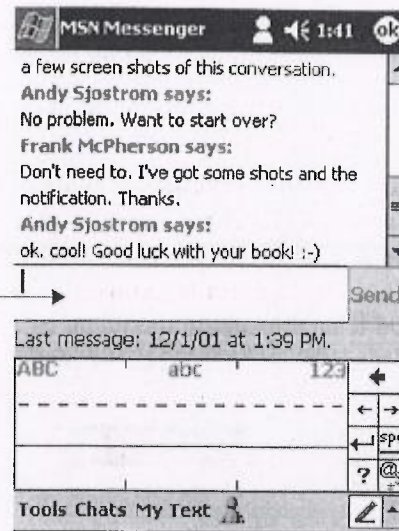 MSN Messenger 1:41 ok
a few screen shots of this conversation.
Andy Sjostrom says:
No problem. Want to start over?
Frank McPherson says:
Don't need to. I've got some shots and the
notification. Thanks.
Andy Sjostrom says:
ok. cool! Good luck with your book! :-)
Send
Last message: 12/1/01 at 1:39 PM.
ABC abc 123
?
Tools Chats My Text